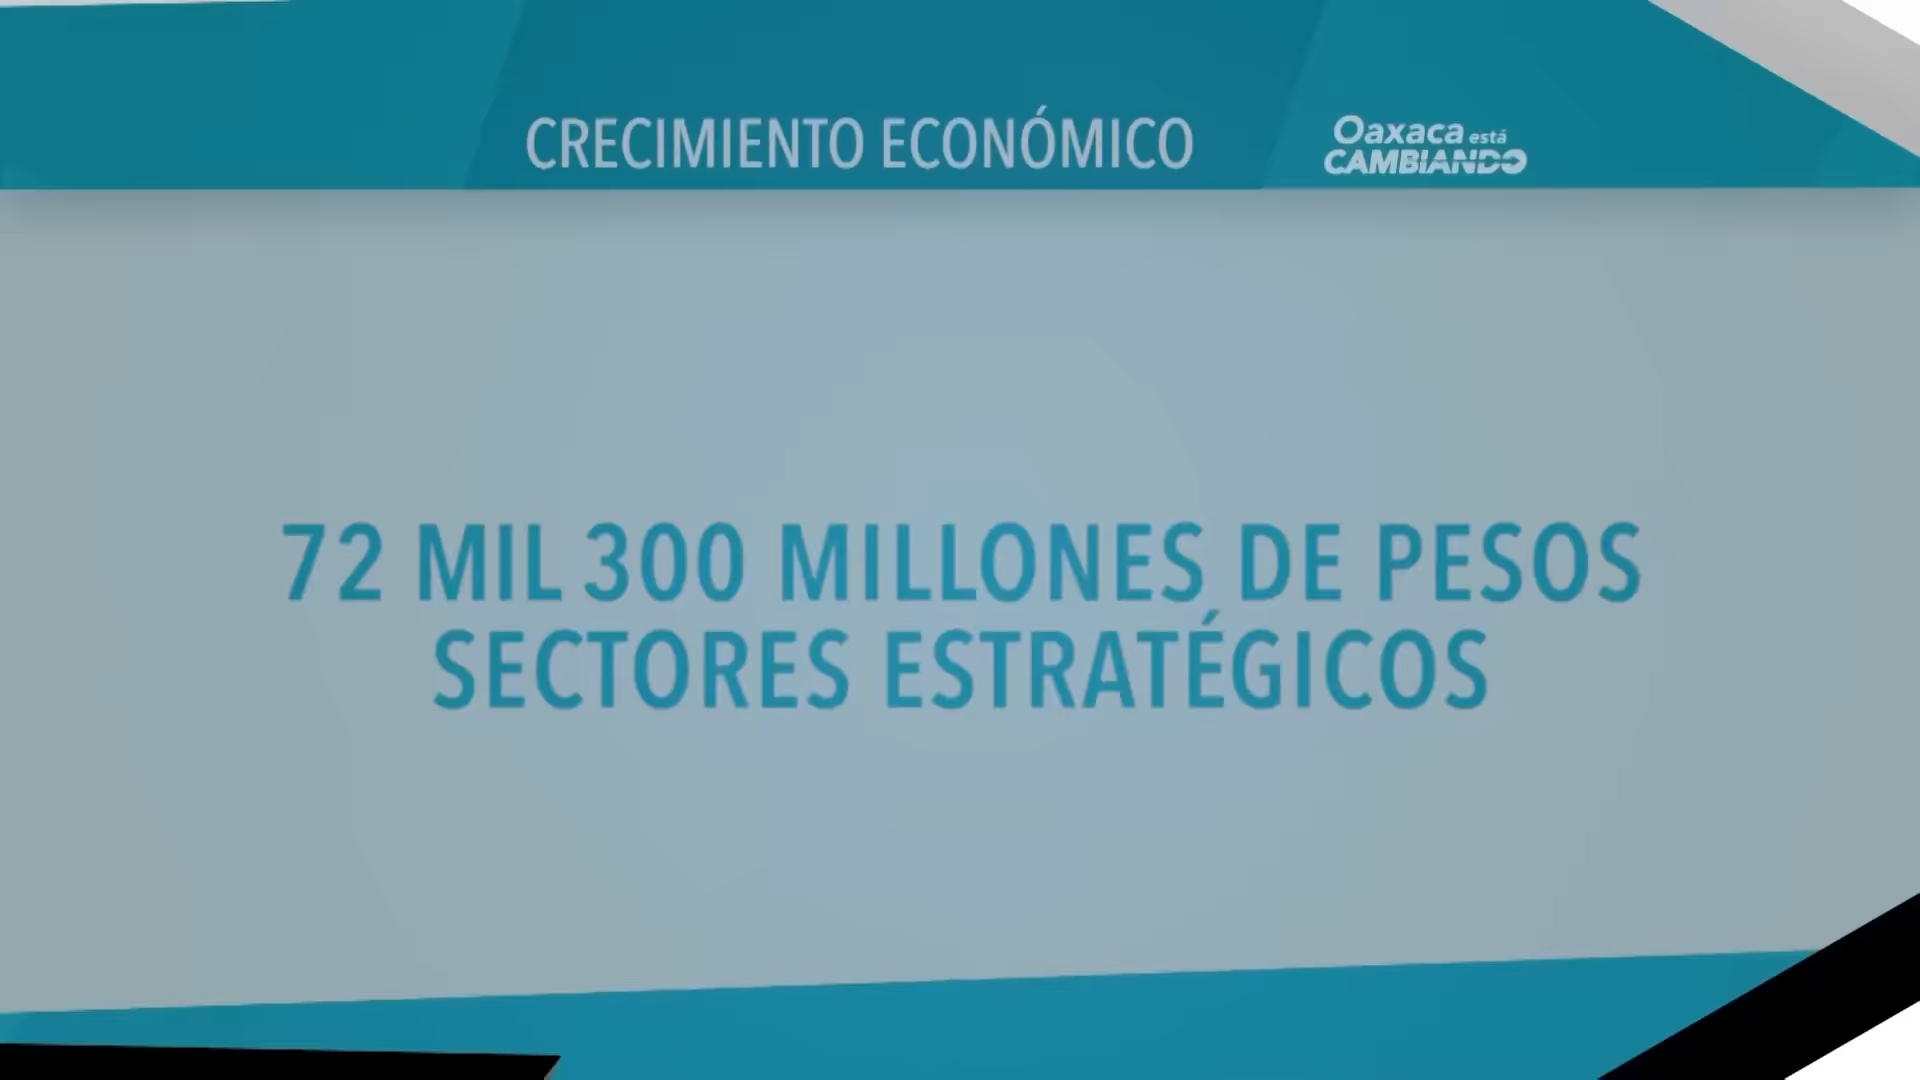 CRECIMIENTO ECONÓMICO
Oaxaca está
CAMBIANDO
72 MIL 300 MILLONES DE PESOS
SECTORES ESTRATÉGICOS